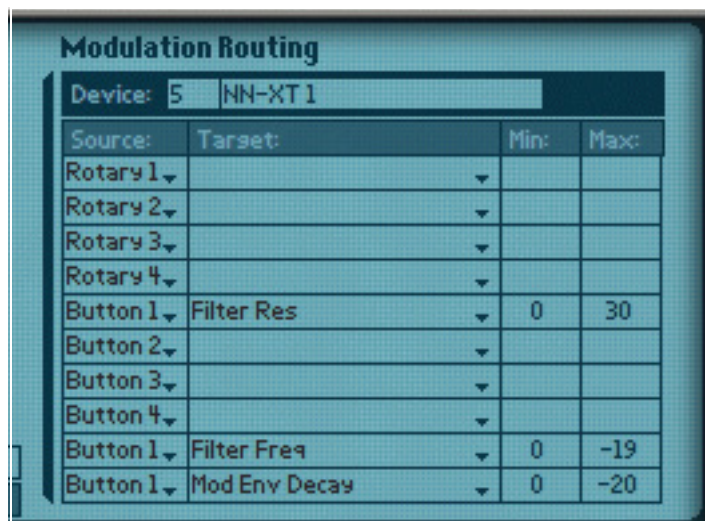 Modulation Routing
Device: 5 NN-XT 1
Source: Target: Min: Max:
Rotary 1
Rotary 2
Rotary 3
Rotary 4
Button 1 Filter Res 0 30
Button 2
Button 3
Button 4
Button 1 Filter Freq 0 -19
Button 1 Mod Env Decay 0 -20